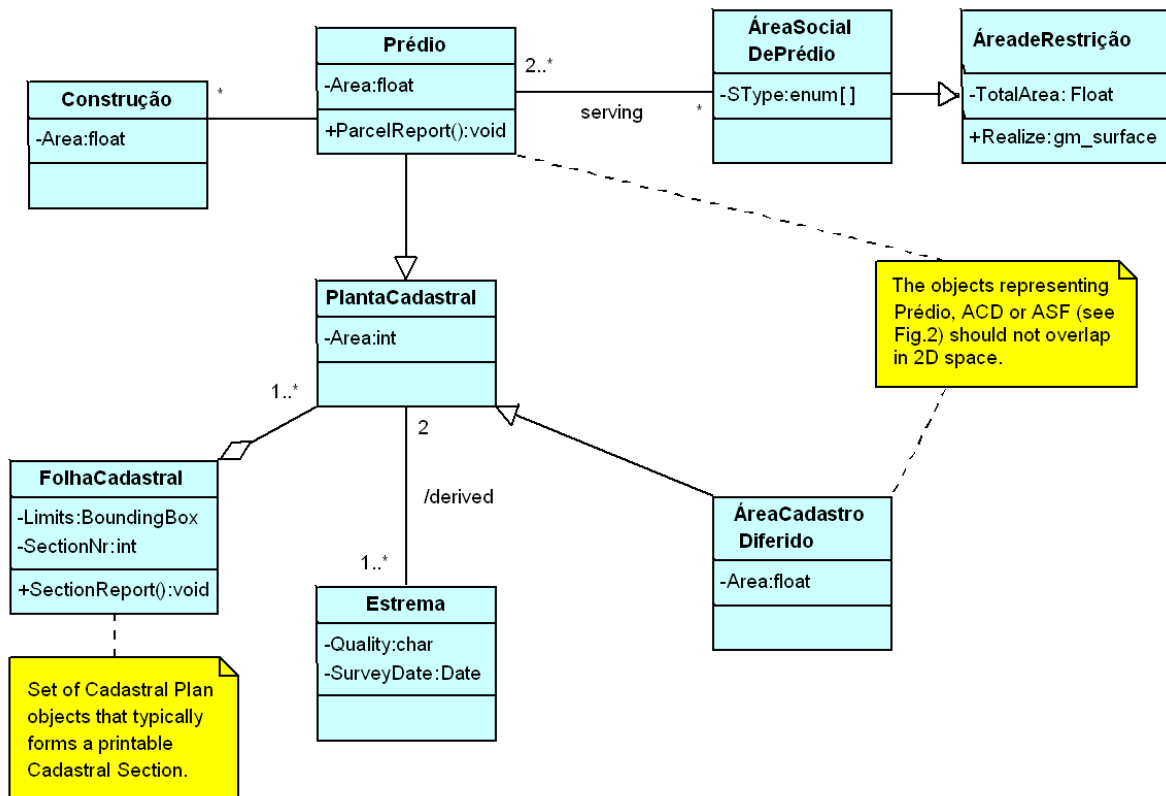 Prédio
-Area:float
+ParcelReport():void
2..*
serving
*
ÁreaSocial
DePrédio
-SType:enum[ ]
ÁreadeRestrição
-TotalArea: Float
+Realize:gm_surface
Construção
-Area:float
*
PlantaCadastral
-Area:int
The objects representing
Prédio, ACD or ASF (see
Fig.2) should not overlap
in 2D space.
1..*
2
/derived
1..*
FolhaCadastral
-Limits:BoundingBox
-SectionNr:int
+SectionReport():void
ÁreaCadastro
Diferido
-Area:float
Estrema
-Quality:char
-SurveyDate:Date
Set of Cadastral Plan
objects that typically
forms a printable
Cadastral Section.